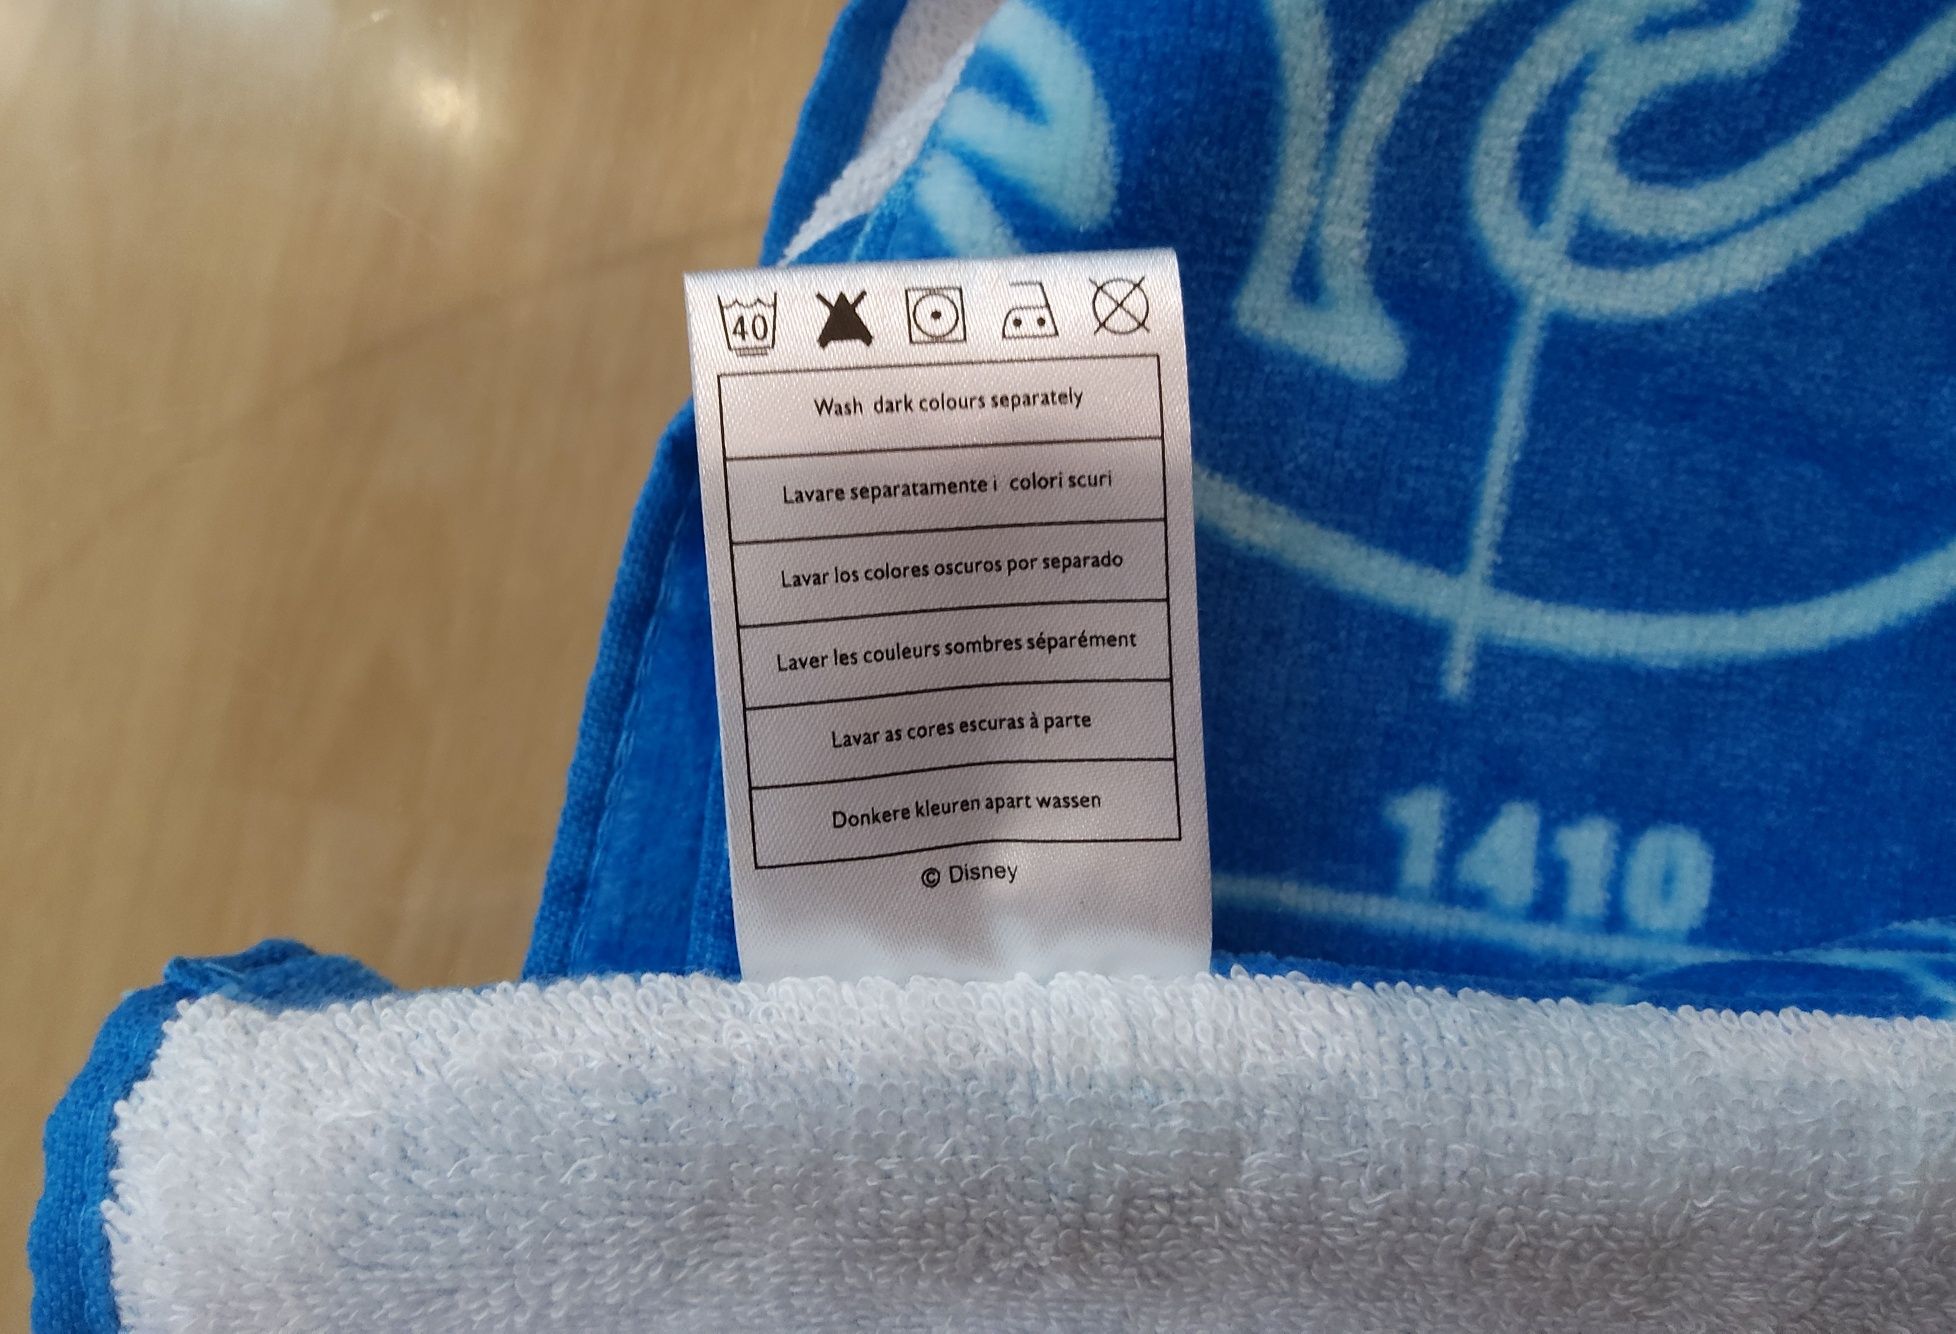 40
Wash dark colours separately
Lavare separatamente i colori scuri
Lavar los colores oscuros por separado
Laver les couleurs sombres séparément
Lavar as cores escuras à parte
Donkere kleuren apart wassen
© Disney
1410